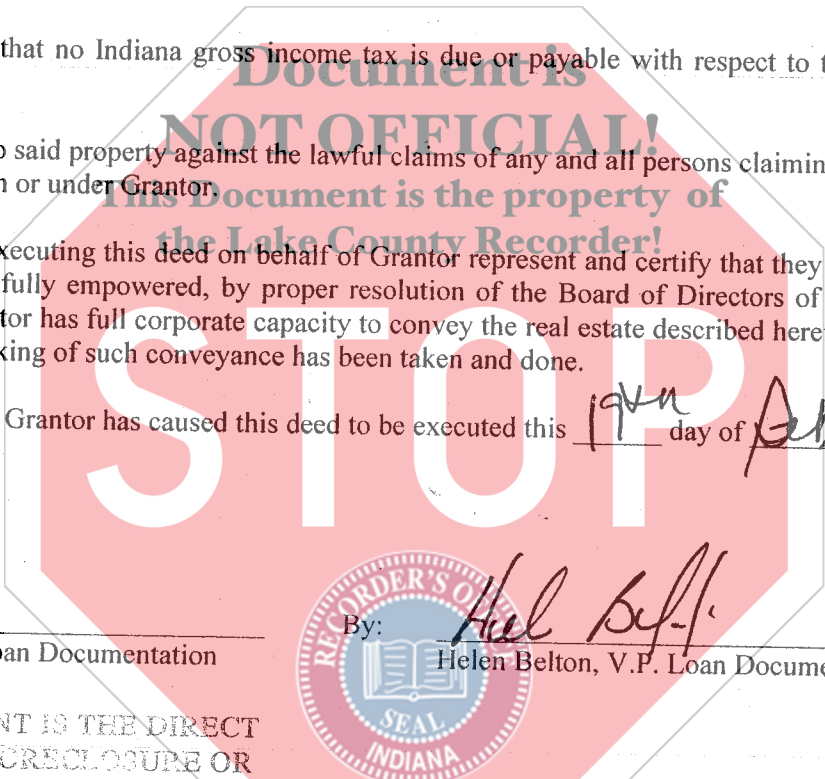 that no Indiana gross income tax is due or payable with respect to t
Document is
NOT OFFICIAL!
said property against the lawful claims of any and all persons claimin
or under Grantor.
This Document is the property of
the Lake County Recorder!
xecuting this deed on behalf of Grantor represent and certify that they
fully empowered, by proper resolution of the Board of Directors of
tor has full corporate capacity to convey the real estate described here
king of such conveyance has been taken and done.
Grantor has caused this deed to be executed this 19th day of
STOP
RECORDER'S OFFICE
By:
oan Documentation
Helen Belton, V.P. Loan Docume
SEAL
INDIANA
NT IS THE DIRECT
ORECLOSURE OR